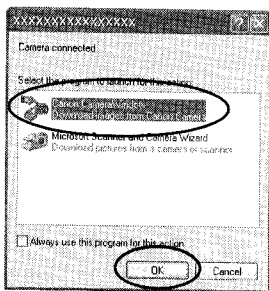 XXXXXXXXXXXXXXXX
Camera connected
Select the program to launch for this action:
Canon CameraWindow
Download Images from Canon Camera
Microsoft Scanner and Camera Wizard
Download pictures from a camera or scanner
Always use this program for this action
OK
Cancel